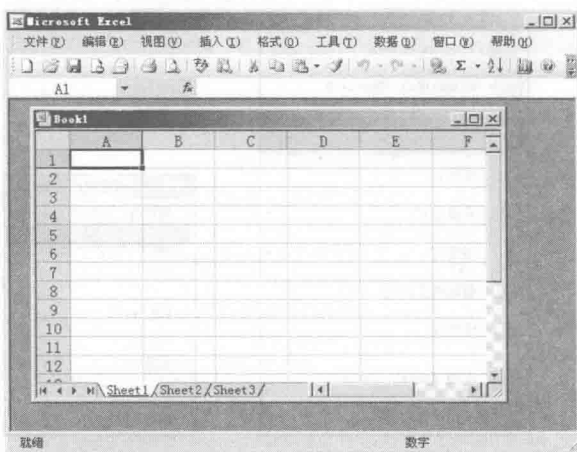 Microsoft Excel
文件(F) 编辑(E) 视图(V) 插入(I) 格式(O) 工具(T) 数据(D) 窗口(W) 帮助(H)
A1 fx
Book1
A B C D E F
1
2
3
4
5
6
7
8
9
10
11
12
Sheet1/Sheet2/Sheet3/
就绪 数字